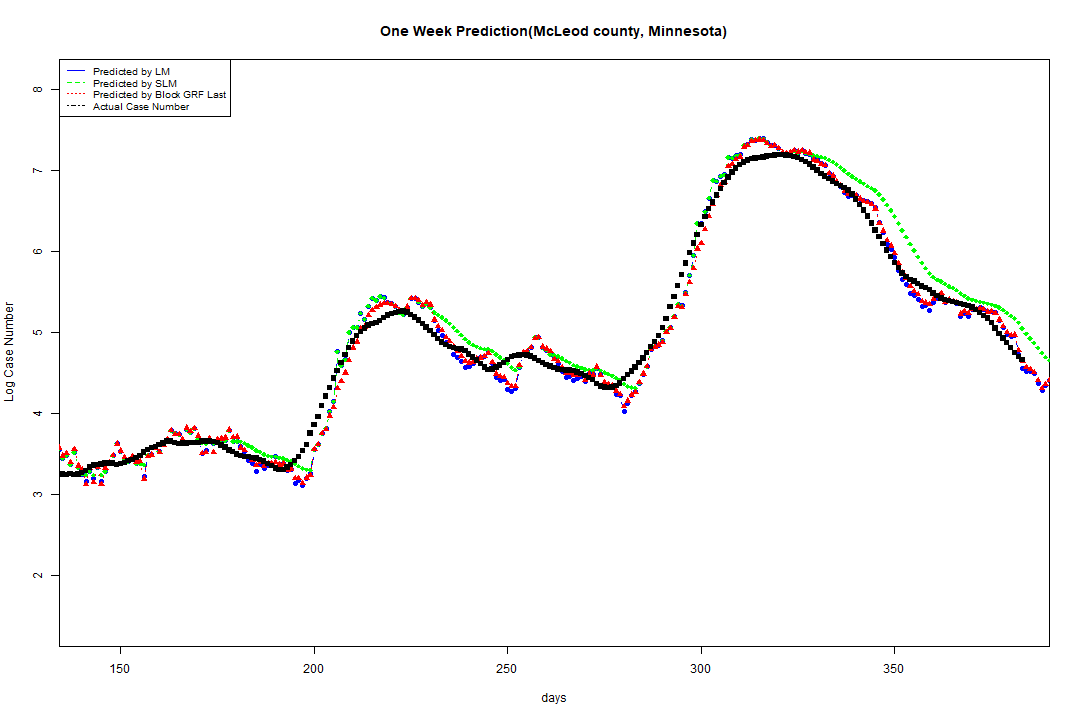 One Week Prediction(McLeod county, Minnesota)
Predicted by LM
Predicted by SLM
Predicted by Block GRF Last
Actual Case Number
8
7
6
5
4
3
2
Log Case Number
150 200 250 300 350
days